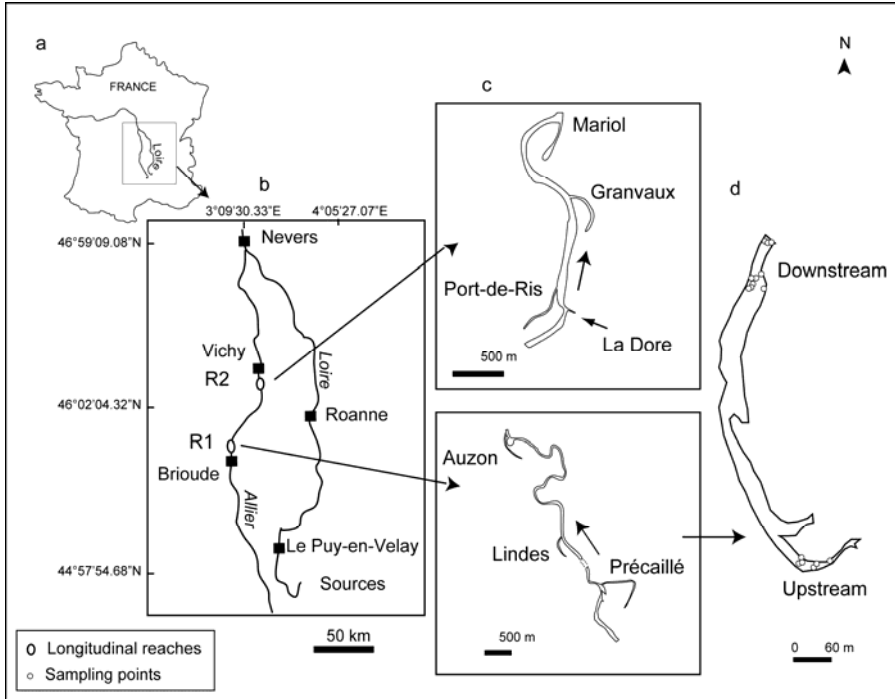 a
FRANCE
Loire
N
b
3°09'30.33"E
4°05'27.07"E
46°59'09.08"N
46°02'04.32"N
44°57'54.68"N
Nevers
Vichy
R2
R1
Brioude
Allier
Loire
Roanne
Le Puy-en-Velay
Sources
50 km
Longitudinal reaches
Sampling points
c
Mariol
Granvaux
Port-de-Ris
La Dore
500 m
Auzon
Lindes
Précaillé
500 m
d
Downstream
Upstream
0 60 m